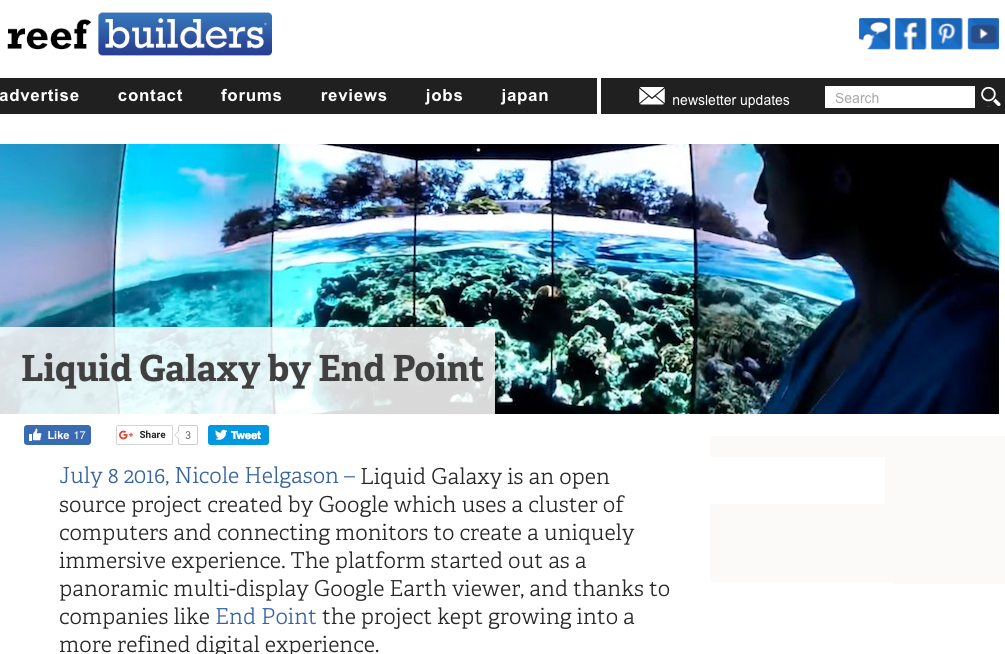 reef builders
advertise contact forums reviews jobs japan
newsletter updates
Search
Liquid Galaxy by End Point
Like 17
G+ Share 3
Tweet
July 8 2016, Nicole Helgason – Liquid Galaxy is an open
source project created by Google which uses a cluster of
computers and connecting monitors to create a uniquely
immersive experience. The platform started out as a
panoramic multi-display Google Earth viewer, and thanks to
companies like End Point the project kept growing into a
more refined digital experience.